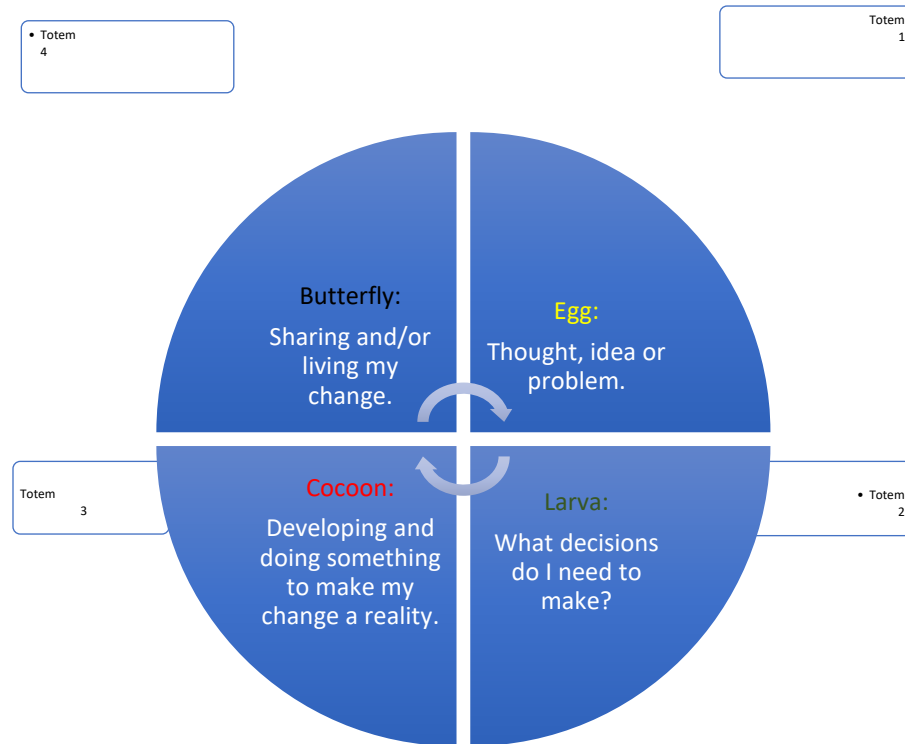 • Totem
4
Totem
1
Butterfly:
Sharing and/or
living my
change.
Egg:
Thought, idea or
problem.
Totem
3
Cocoon:
Developing and
doing something
to make my
change a reality.
Larva:
What decisions
do I need to
make?
• Totem
2